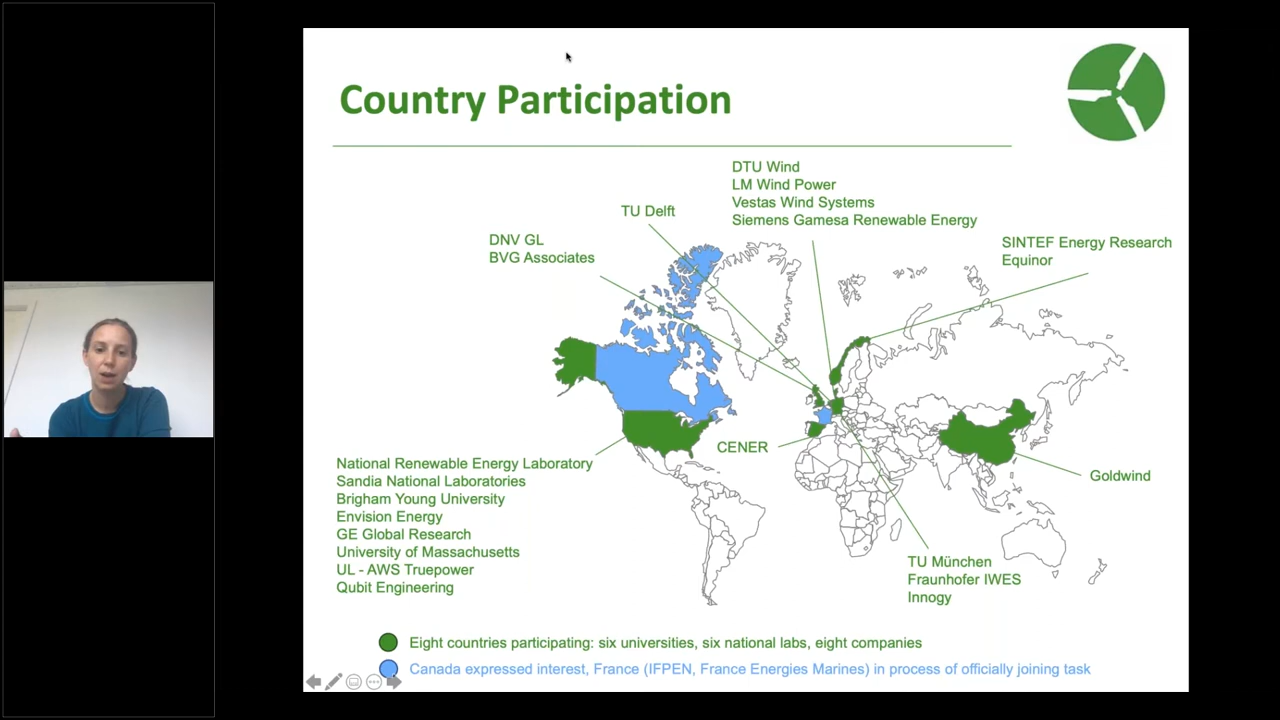 Country Participation
DTU Wind
LM Wind Power
Vestas Wind Systems
Siemens Gamesa Renewable Energy
TU Delft
DNV GL
BVG Associates
SINTEF Energy Research
Equinor
CENER
National Renewable Energy Laboratory
Sandia National Laboratories
Brigham Young University
Envision Energy
GE Global Research
University of Massachusetts
UL - AWS Truepower
Qubit Engineering
Goldwind
TU München
Fraunhofer IWES
Innogy
Eight countries participating: six universities, six national labs, eight companies
Canada expressed interest, France (IFPEN, France Energies Marines) in process of officially joining task